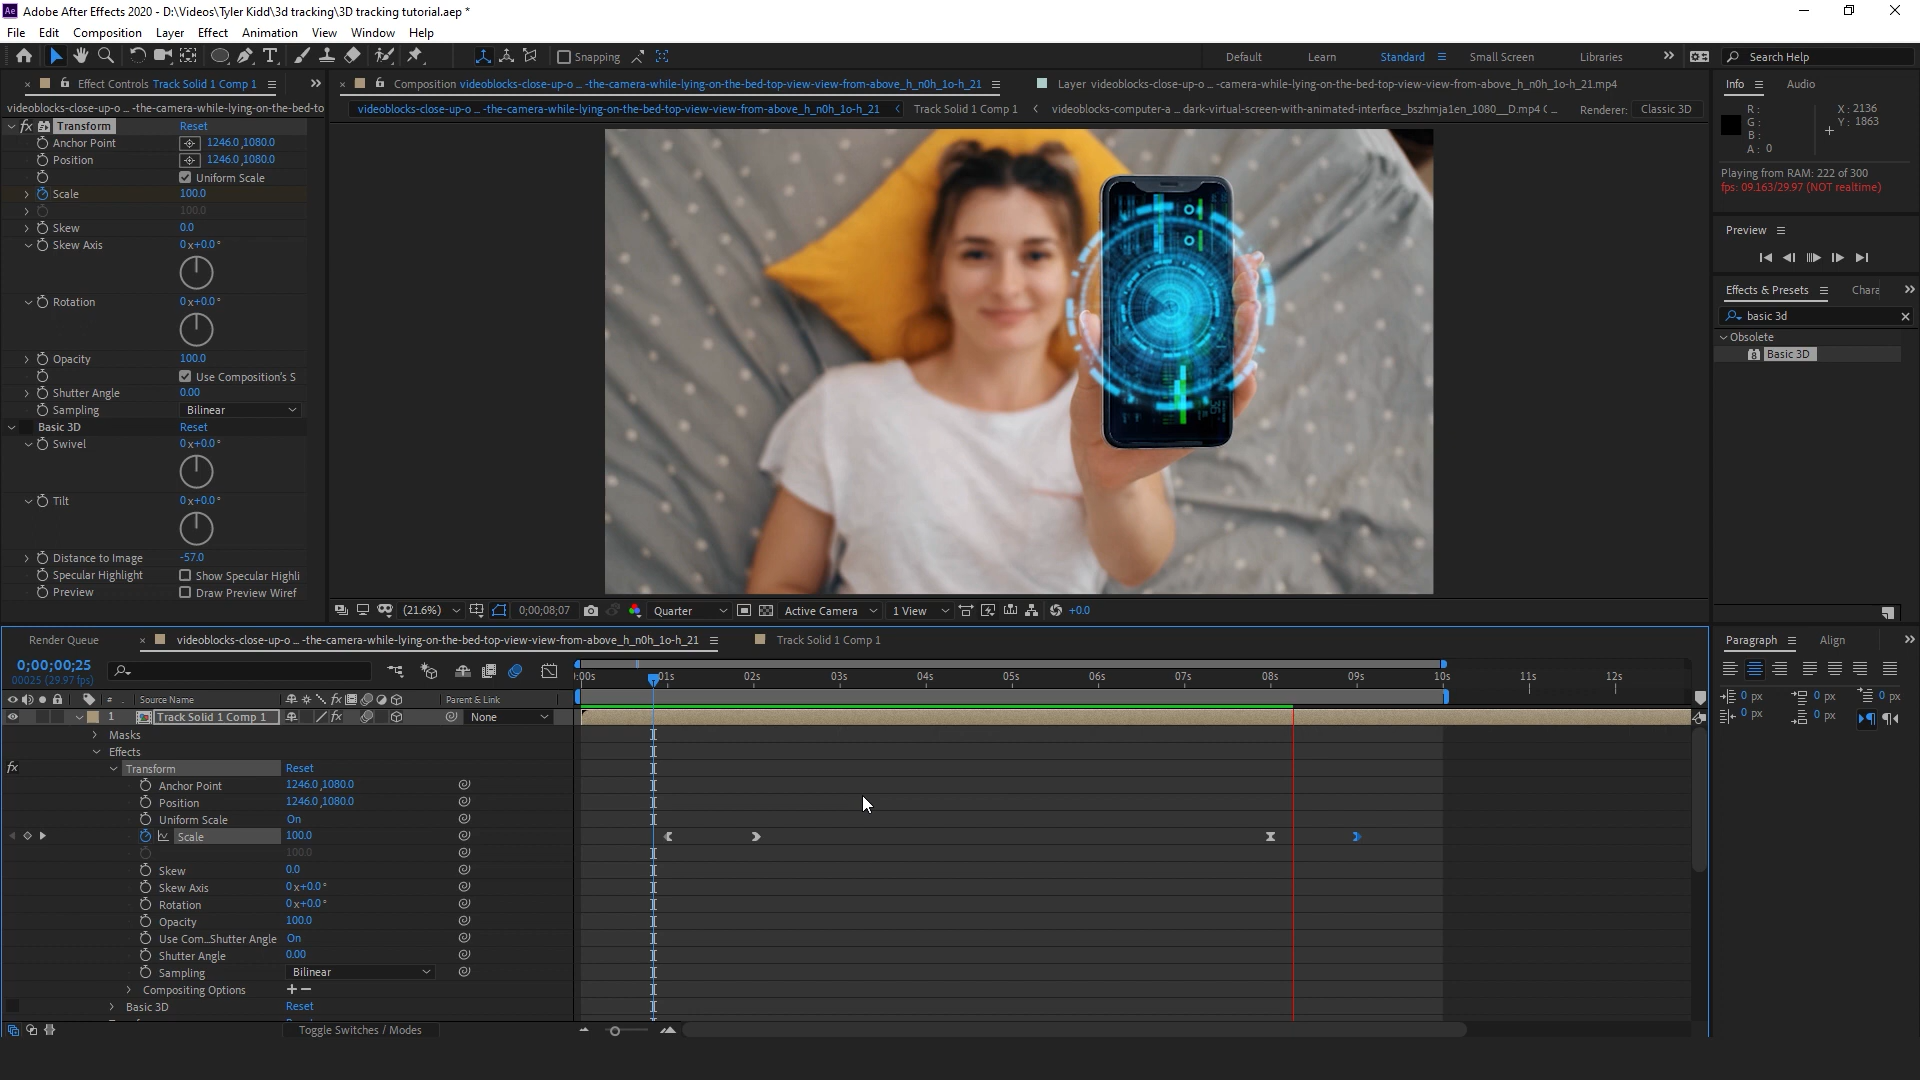 Adobe After Effects 2020 - D:\Videos\Tyler Kidd\3d tracking\3D tracking tutorial.aep *
File Edit Composition Layer Effect Animation View Window Help
Snapping Default Learn Standard Small Screen Libraries Search Help
Effect Controls Track Solid 1 Comp 1
videoblocks-close-up-o ... -the-camera-while-lying-on-the-bed-to
fx Transform Reset
Anchor Point 1246.0,1080.0
Position 1246.0,1080.0
Uniform Scale
Scale 100.0
100.0
Skew 0.0
Skew Axis 0x+0.0°
Rotation 0x+0.0°
Opacity 100.0
Use Composition's S
Shutter Angle 0.00
Sampling Bilinear
Basic 3D Reset
Swivel 0x+0.0°
Tilt 0x+0.0°
Distance to Image -57.0
Specular Highlight Show Specular Highli
Preview Draw Preview Wiref
Composition videoblocks-close-up-o ... -the-camera-while-lying-on-the-bed-top-view-view-from-above_h_n0h_1o-h_21
Layer videoblocks-close-up-o ... -camera-while-lying-on-the-bed-top-view-view-from-above_h_n0h_1o-h_21.mp4
videoblocks-close-up-o ... -the-camera-while-lying-on-the-bed-top-view-view-from-above_h_n0h_1o-h_21 Track Solid 1 Comp 1 videoblocks-computer-a ... dark-virtual-screen-with-animated-interface_bszhmja1en_1080__D.mp4 C ... Renderer: Classic 3D
(21.6%) 0;00;08;07 Quarter Active Camera 1 View +0.0
Info Audio
R: X: 2136
G: Y: 1863
B:
A: 0
Playing from RAM: 222 of 300
fps: 09.163/29.97 (NOT realtime)
Preview
Effects & Presets Chara
basic 3d
Obsolete
Basic 3D
Render Queue videoblocks-close-up-o ... -the-camera-while-lying-on-the-bed-top-view-view-from-above_h_n0h_1o-h_21 Track Solid 1 Comp 1
0;00;00;25
00025 (29.97 fps)
:00s 01s 02s 03s 04s 05s 06s 07s 08s 09s 10s 11s 12s
# Source Name fx Parent & Link
1 Track Solid 1 Comp 1 fx None
Masks
Effects
fx Transform Reset
Anchor Point 1246.0,1080.0
Position 1246.0,1080.0
Uniform Scale On
Scale 100.0
100.0
Skew 0.0
Skew Axis 0x+0.0°
Rotation 0x+0.0°
Opacity 100.0
Use Com...Shutter Angle On
Shutter Angle 0.00
Sampling Bilinear
Compositing Options +−
Basic 3D Reset
Toggle Switches / Modes
Paragraph Align
0 px 0 px 0 px
0 px 0 px